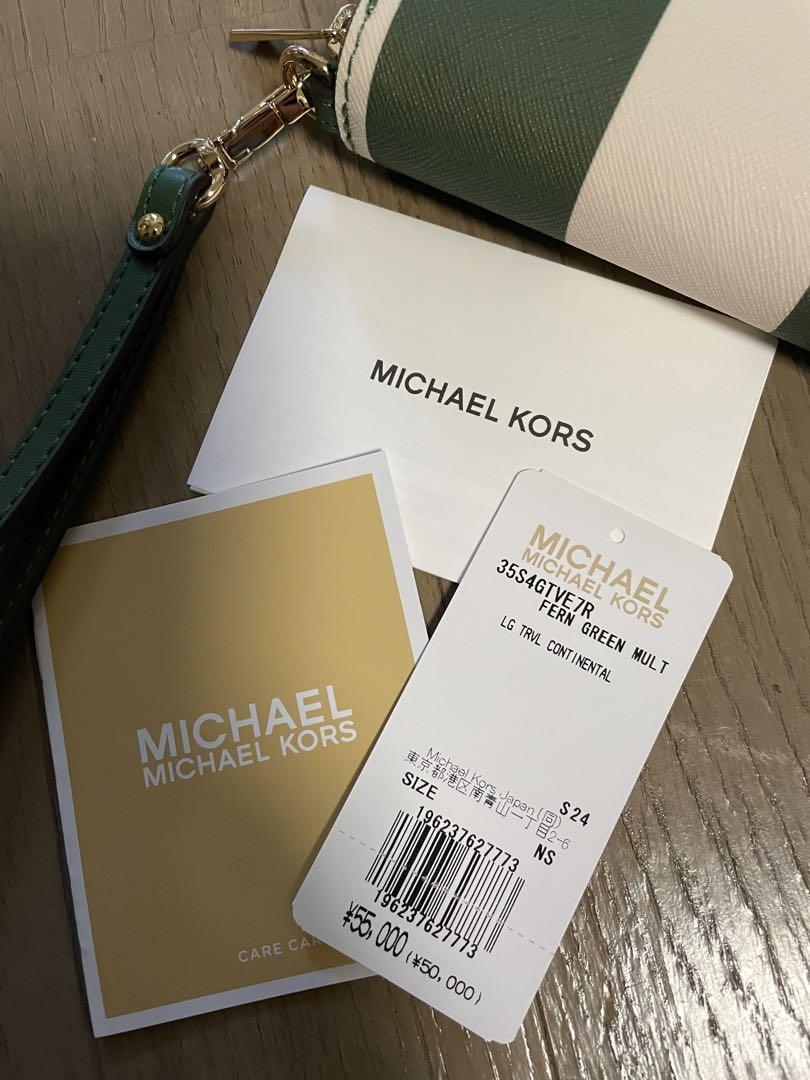 MICHAEL KORS
MICHAEL
MICHAEL KORS
CARE CAR
MICHAEL
MICHAEL KORS
35S4GTVE7R
FERN GREEN MULT
LG TRVL CONTINENTAL
Michael Kors Japan (同)
東京都港区南青山一丁目2-6
SIZE
S24
NS
196237627773
196237627773
¥55,000 (¥50,000)